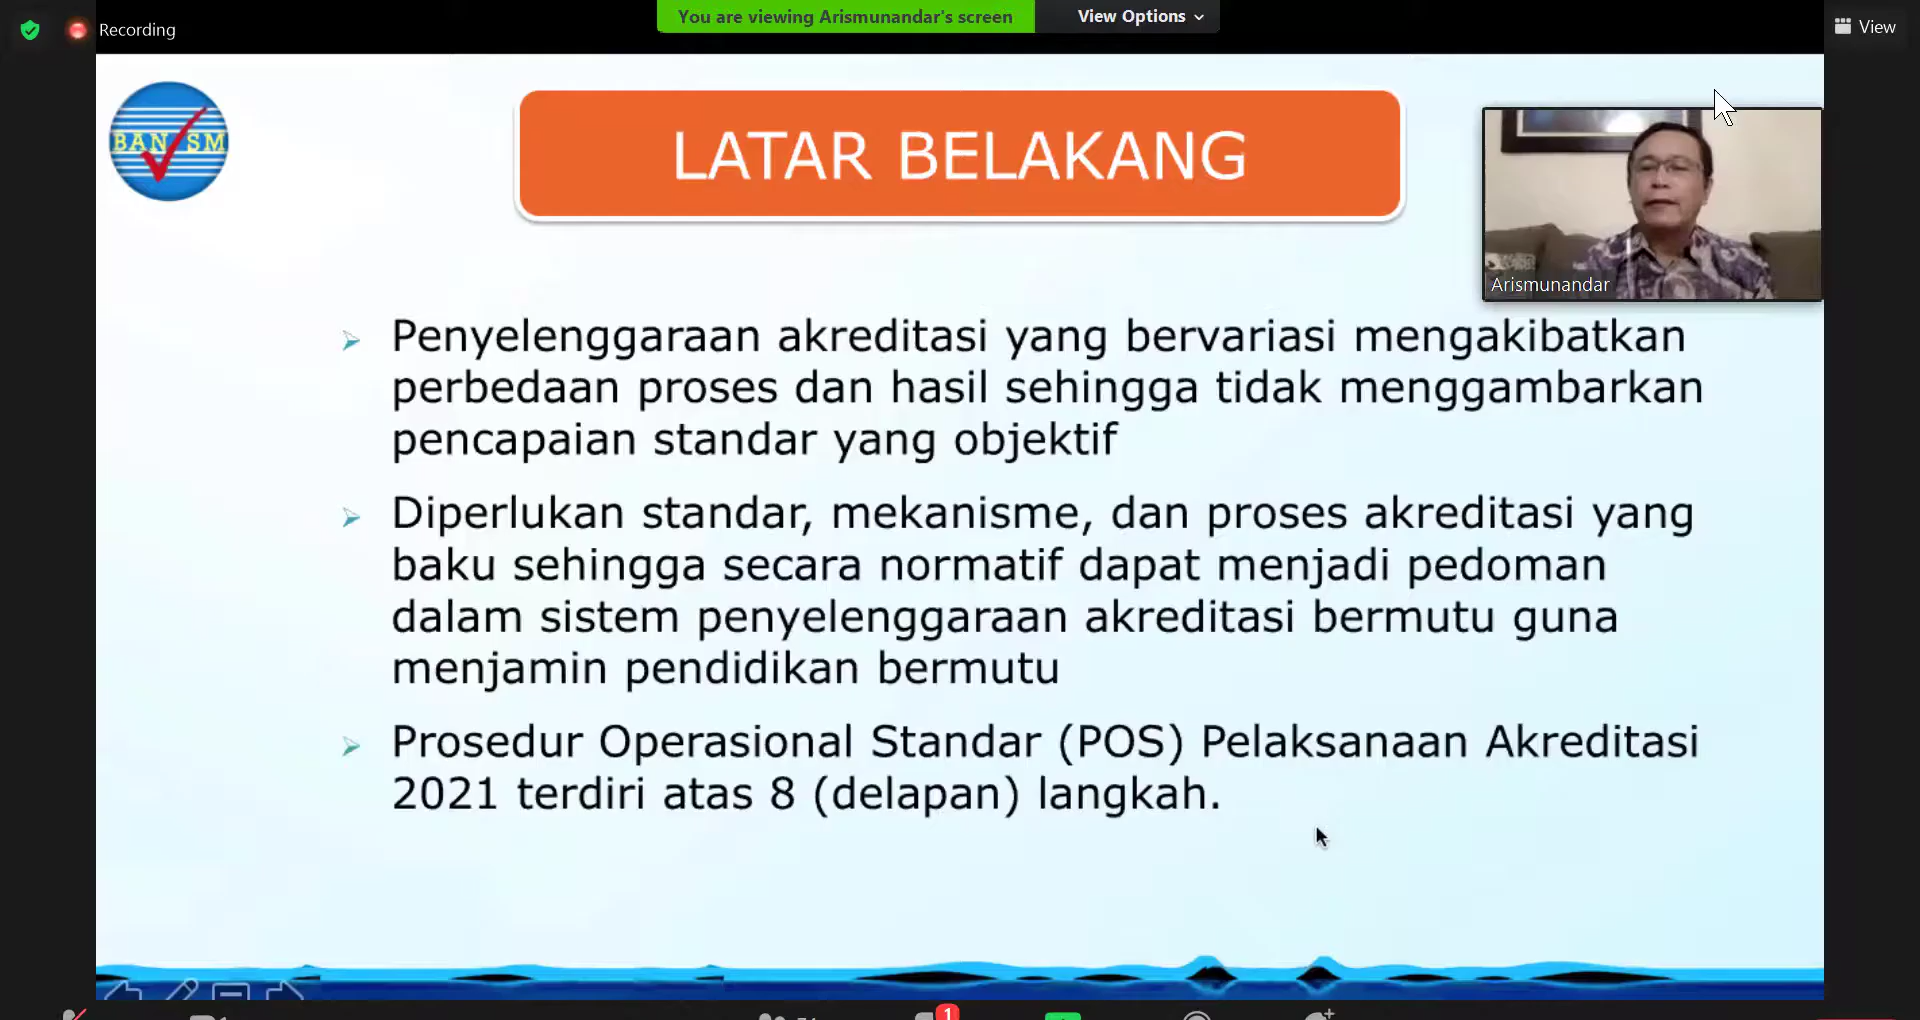 Recording
You are viewing Arismunandar's screen
View Options
View
BAN SM
LATAR BELAKANG
Arismunandar
Penyelenggaraan akreditasi yang bervariasi mengakibatkan
perbedaan proses dan hasil sehingga tidak menggambarkan
pencapaian standar yang objektif
Diperlukan standar, mekanisme, dan proses akreditasi yang
baku sehingga secara normatif dapat menjadi pedoman
dalam sistem penyelenggaraan akreditasi bermutu guna
menjamin pendidikan bermutu
Prosedur Operasional Standar (POS) Pelaksanaan Akreditasi
2021 terdiri atas 8 (delapan) langkah.
1